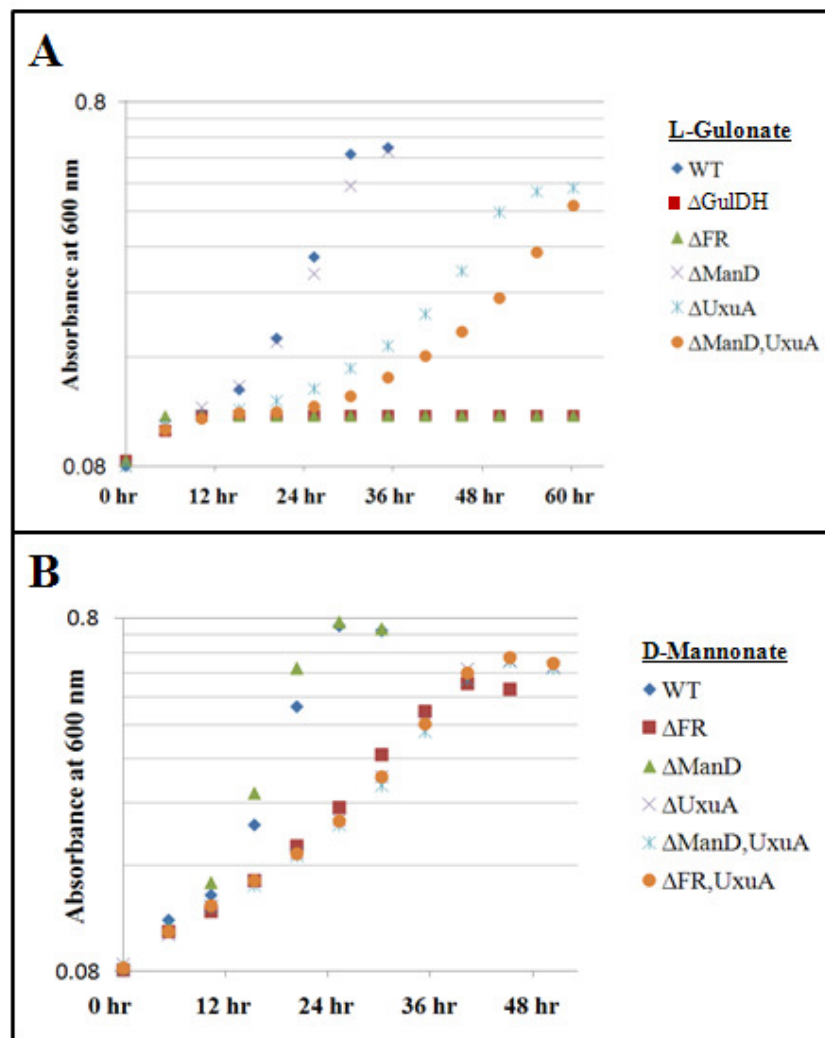 A
0.8
Absorbance at 600 nm
0.08
0 hr 12 hr 24 hr 36 hr 48 hr 60 hr
L-Gulonate
WT
ΔGulDH
ΔFR
ΔManD
ΔUxuA
ΔManD,UxuA
B
0.8
Absorbance at 600 nm
0.08
0 hr 12 hr 24 hr 36 hr 48 hr
D-Mannonate
WT
ΔFR
ΔManD
ΔUxuA
ΔManD,UxuA
ΔFR,UxuA